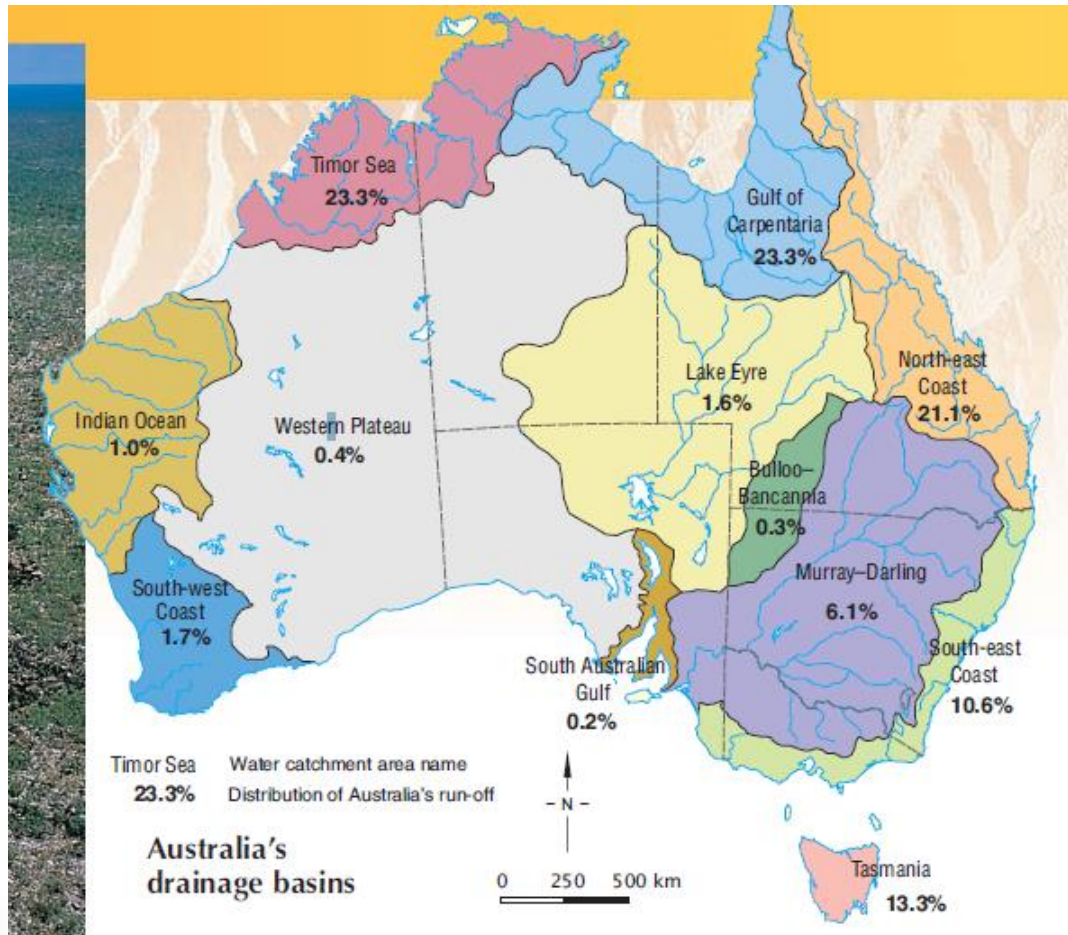 Timor Sea
23.3%
Gulf of
Carpentaria
23.3%
North-east
Coast
21.1%
Lake Eyre
1.6%
Indian Ocean
1.0%
Western Plateau
0.4%
Bulloo–
Bancannia
0.3%
Murray–Darling
6.1%
South-west
Coast
1.7%
South-east
Coast
10.6%
South Australian
Gulf
0.2%
Timor Sea Water catchment area name
23.3% Distribution of Australia's run-off
– N –
Australia's
drainage basins
0 250 500 km
Tasmania
13.3%